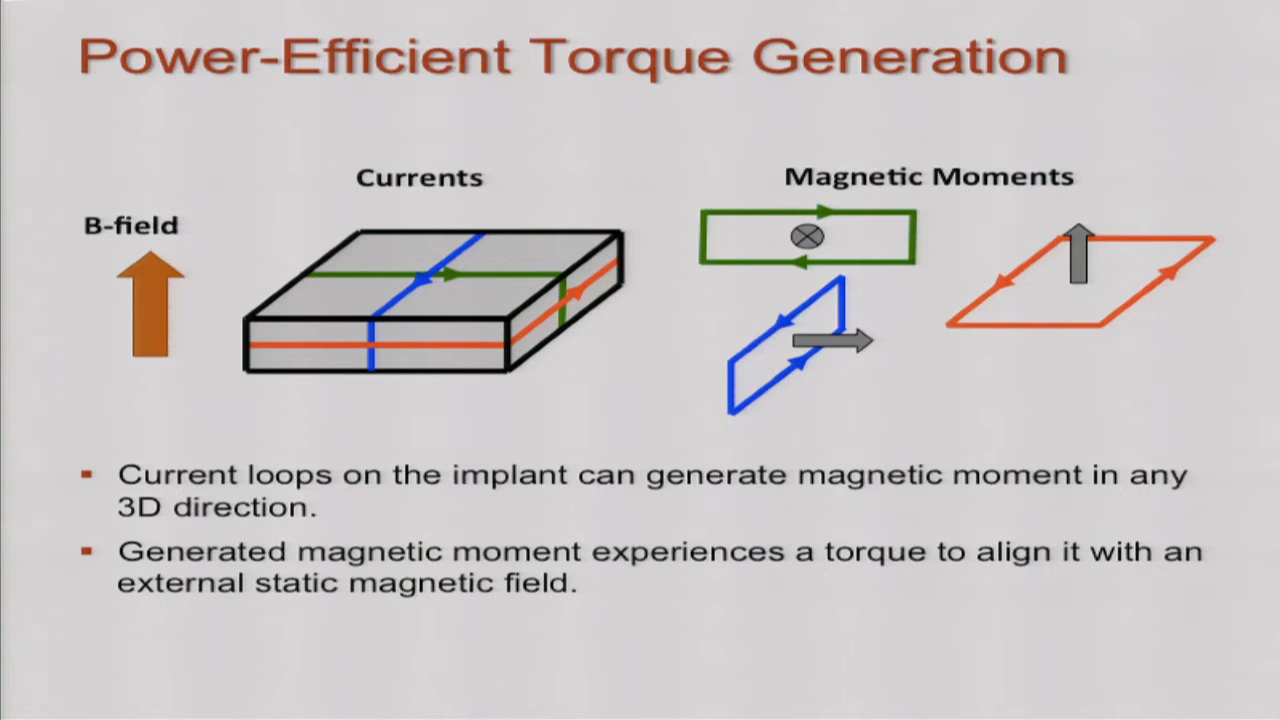 Power-Efficient Torque Generation
Currents
Magnetic Moments
B-field
▪ Current loops on the implant can generate magnetic moment in any
3D direction.
▪ Generated magnetic moment experiences a torque to align it with an
external static magnetic field.